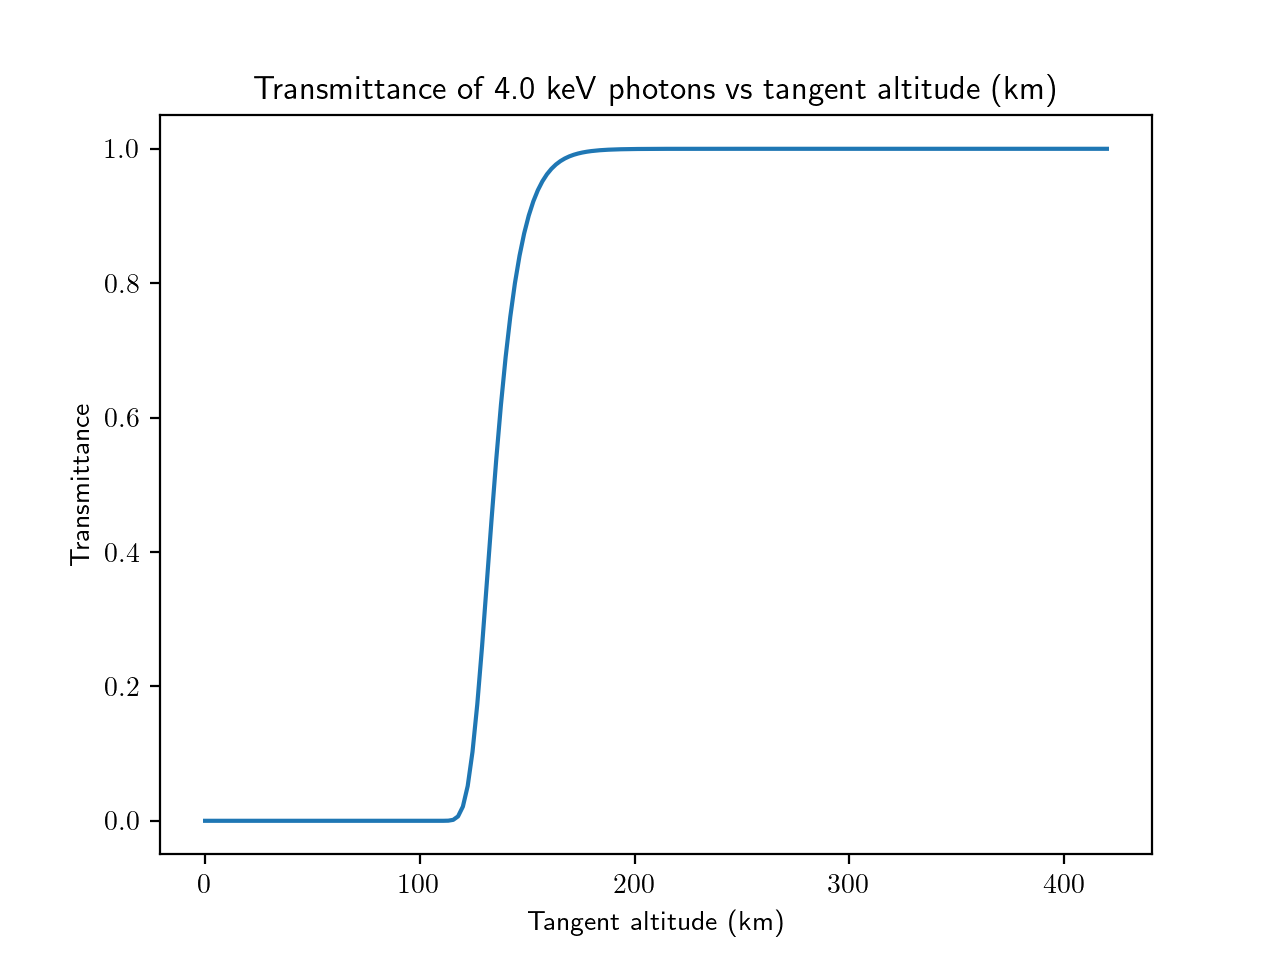 Transmittance of 4.0 keV photons vs tangent altitude (km)
1.0
0.8
0.6
0.4
0.2
0.0
Transmittance
0 100 200 300 400
Tangent altitude (km)